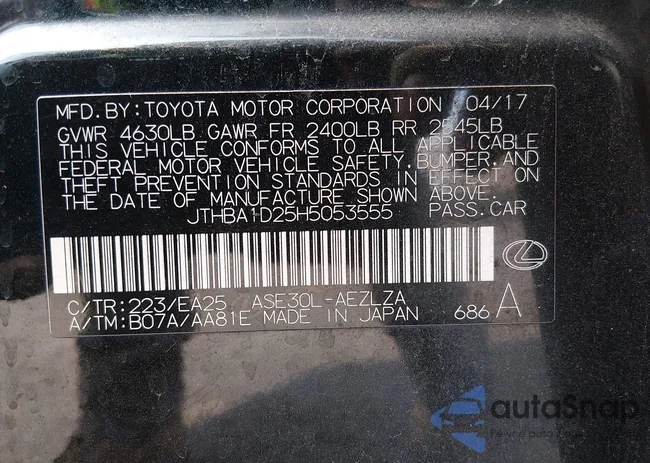 MFD.BY:TOYOTA MOTOR CORPORATION 04/17
GVWR 4630LB GAWR FR 2400LB RR 2545LB
THIS VEHICLE CONFORMS TO ALL APPLICABLE
FEDERAL MOTOR VEHICLE SAFETY,BUMPER,AND
THEFT PREVENTION STANDARDS IN EFFECT ON
THE DATE OF MANUFACTURE SHOWN ABOVE.
JTHBA1D25H5053555 PASS.CAR
C/TR:223/EA25 ASE30L-AEZLZA
A/TM:B07A/AA81E MADE IN JAPAN 686 A
autoSnap